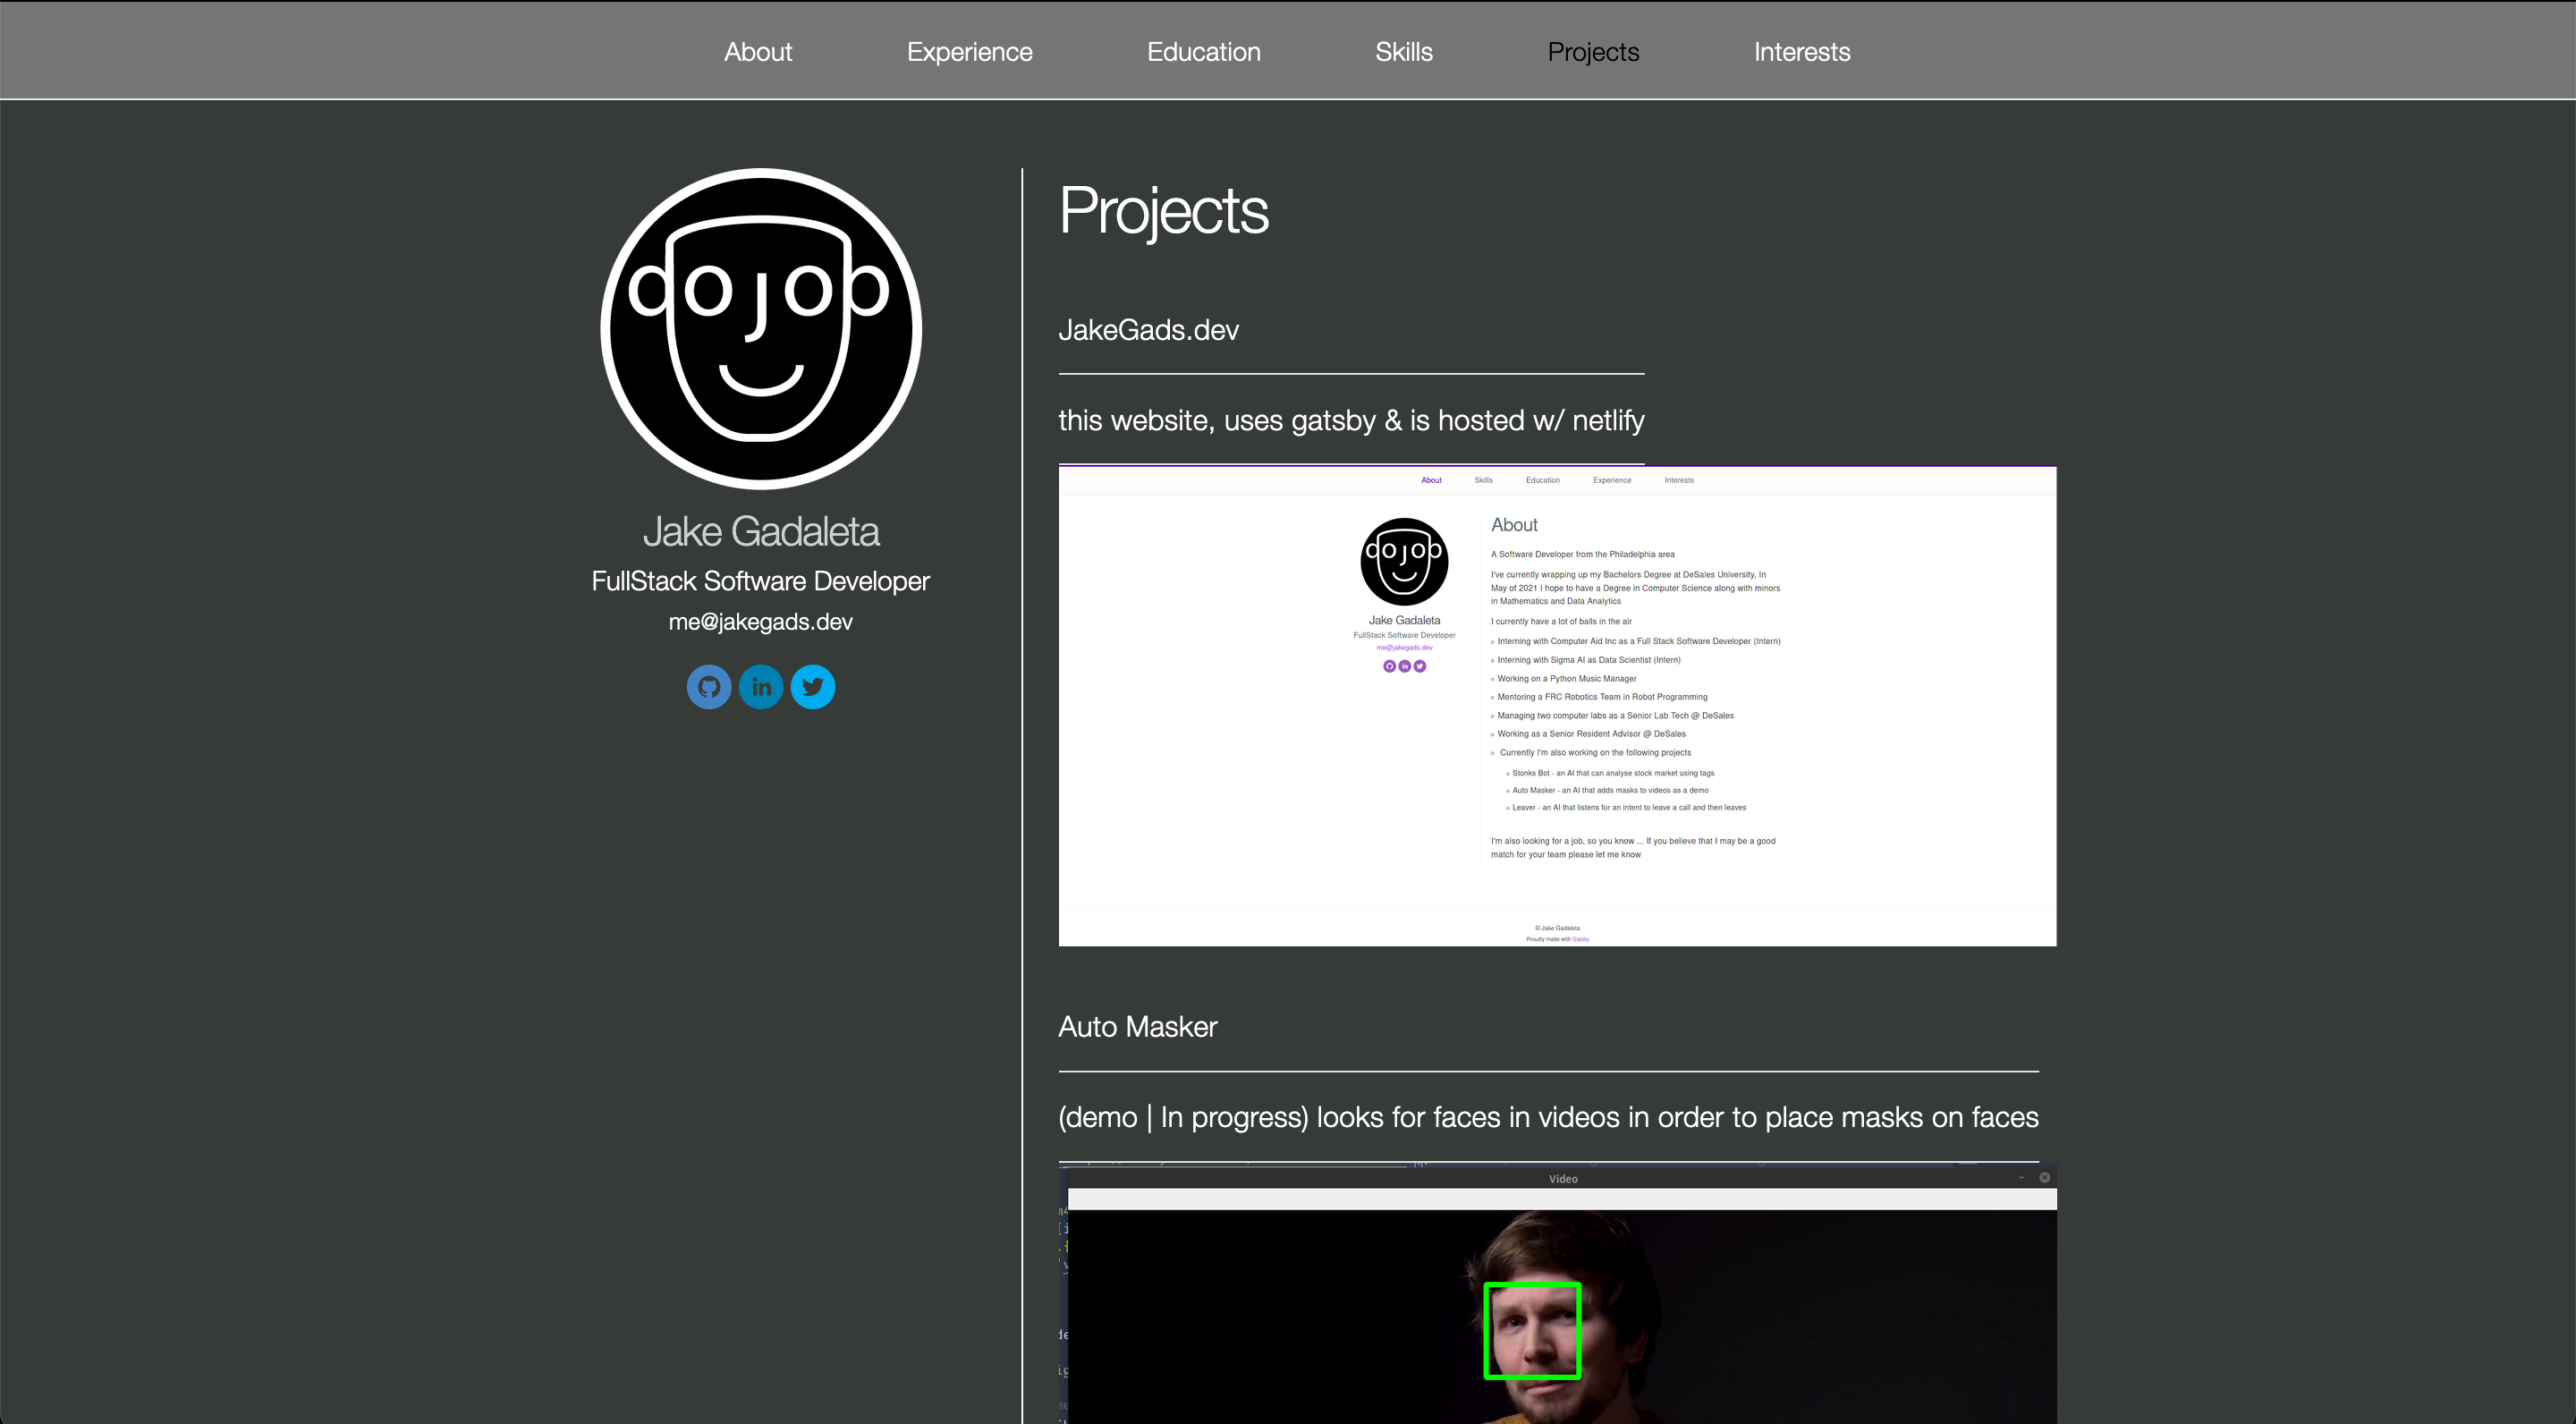 About Experience Education Skills Projects Interests
dojob
Jake Gadaleta
FullStack Software Developer
me@jakegads.dev
in
Projects
JakeGads.dev
this website, uses gatsby & is hosted w/ netlify
About Skills Education Experience Interests
dojob
Jake Gadaleta
FullStack Software Developer
me@jakegads.dev
in
About
A Software Developer from the Philadelphia area
I've currently wrapping up my Bachelors Degree at DeSales University, In
May of 2021 I hope to have a Degree in Computer Science along with minors
in Mathematics and Data Analytics
I currently have a lot of balls in the air
Interning with Computer Aid Inc as a Full Stack Software Developer (Intern)
Interning with Sigma AI as Data Scientist (Intern)
Working on a Python Music Manager
Mentoring a FRC Robotics Team in Robot Programming
Managing two computer labs as a Senior Lab Tech @ DeSales
Working as a Senior Resident Advisor @ DeSales
Currently I'm also working on the following projects
Stonks Bot - an AI that can analyse stock market using tags
Auto Masker - an AI that adds masks to videos as a demo
Leaver - an AI that listens for an intent to leave a call and then leaves
I'm also looking for a job, so you know ... If you believe that I may be a good
match for your team please let me know
© Jake Gadaleta
Proudly made with Gatsby
Auto Masker
(demo | In progress) looks for faces in videos in order to place masks on faces
Video